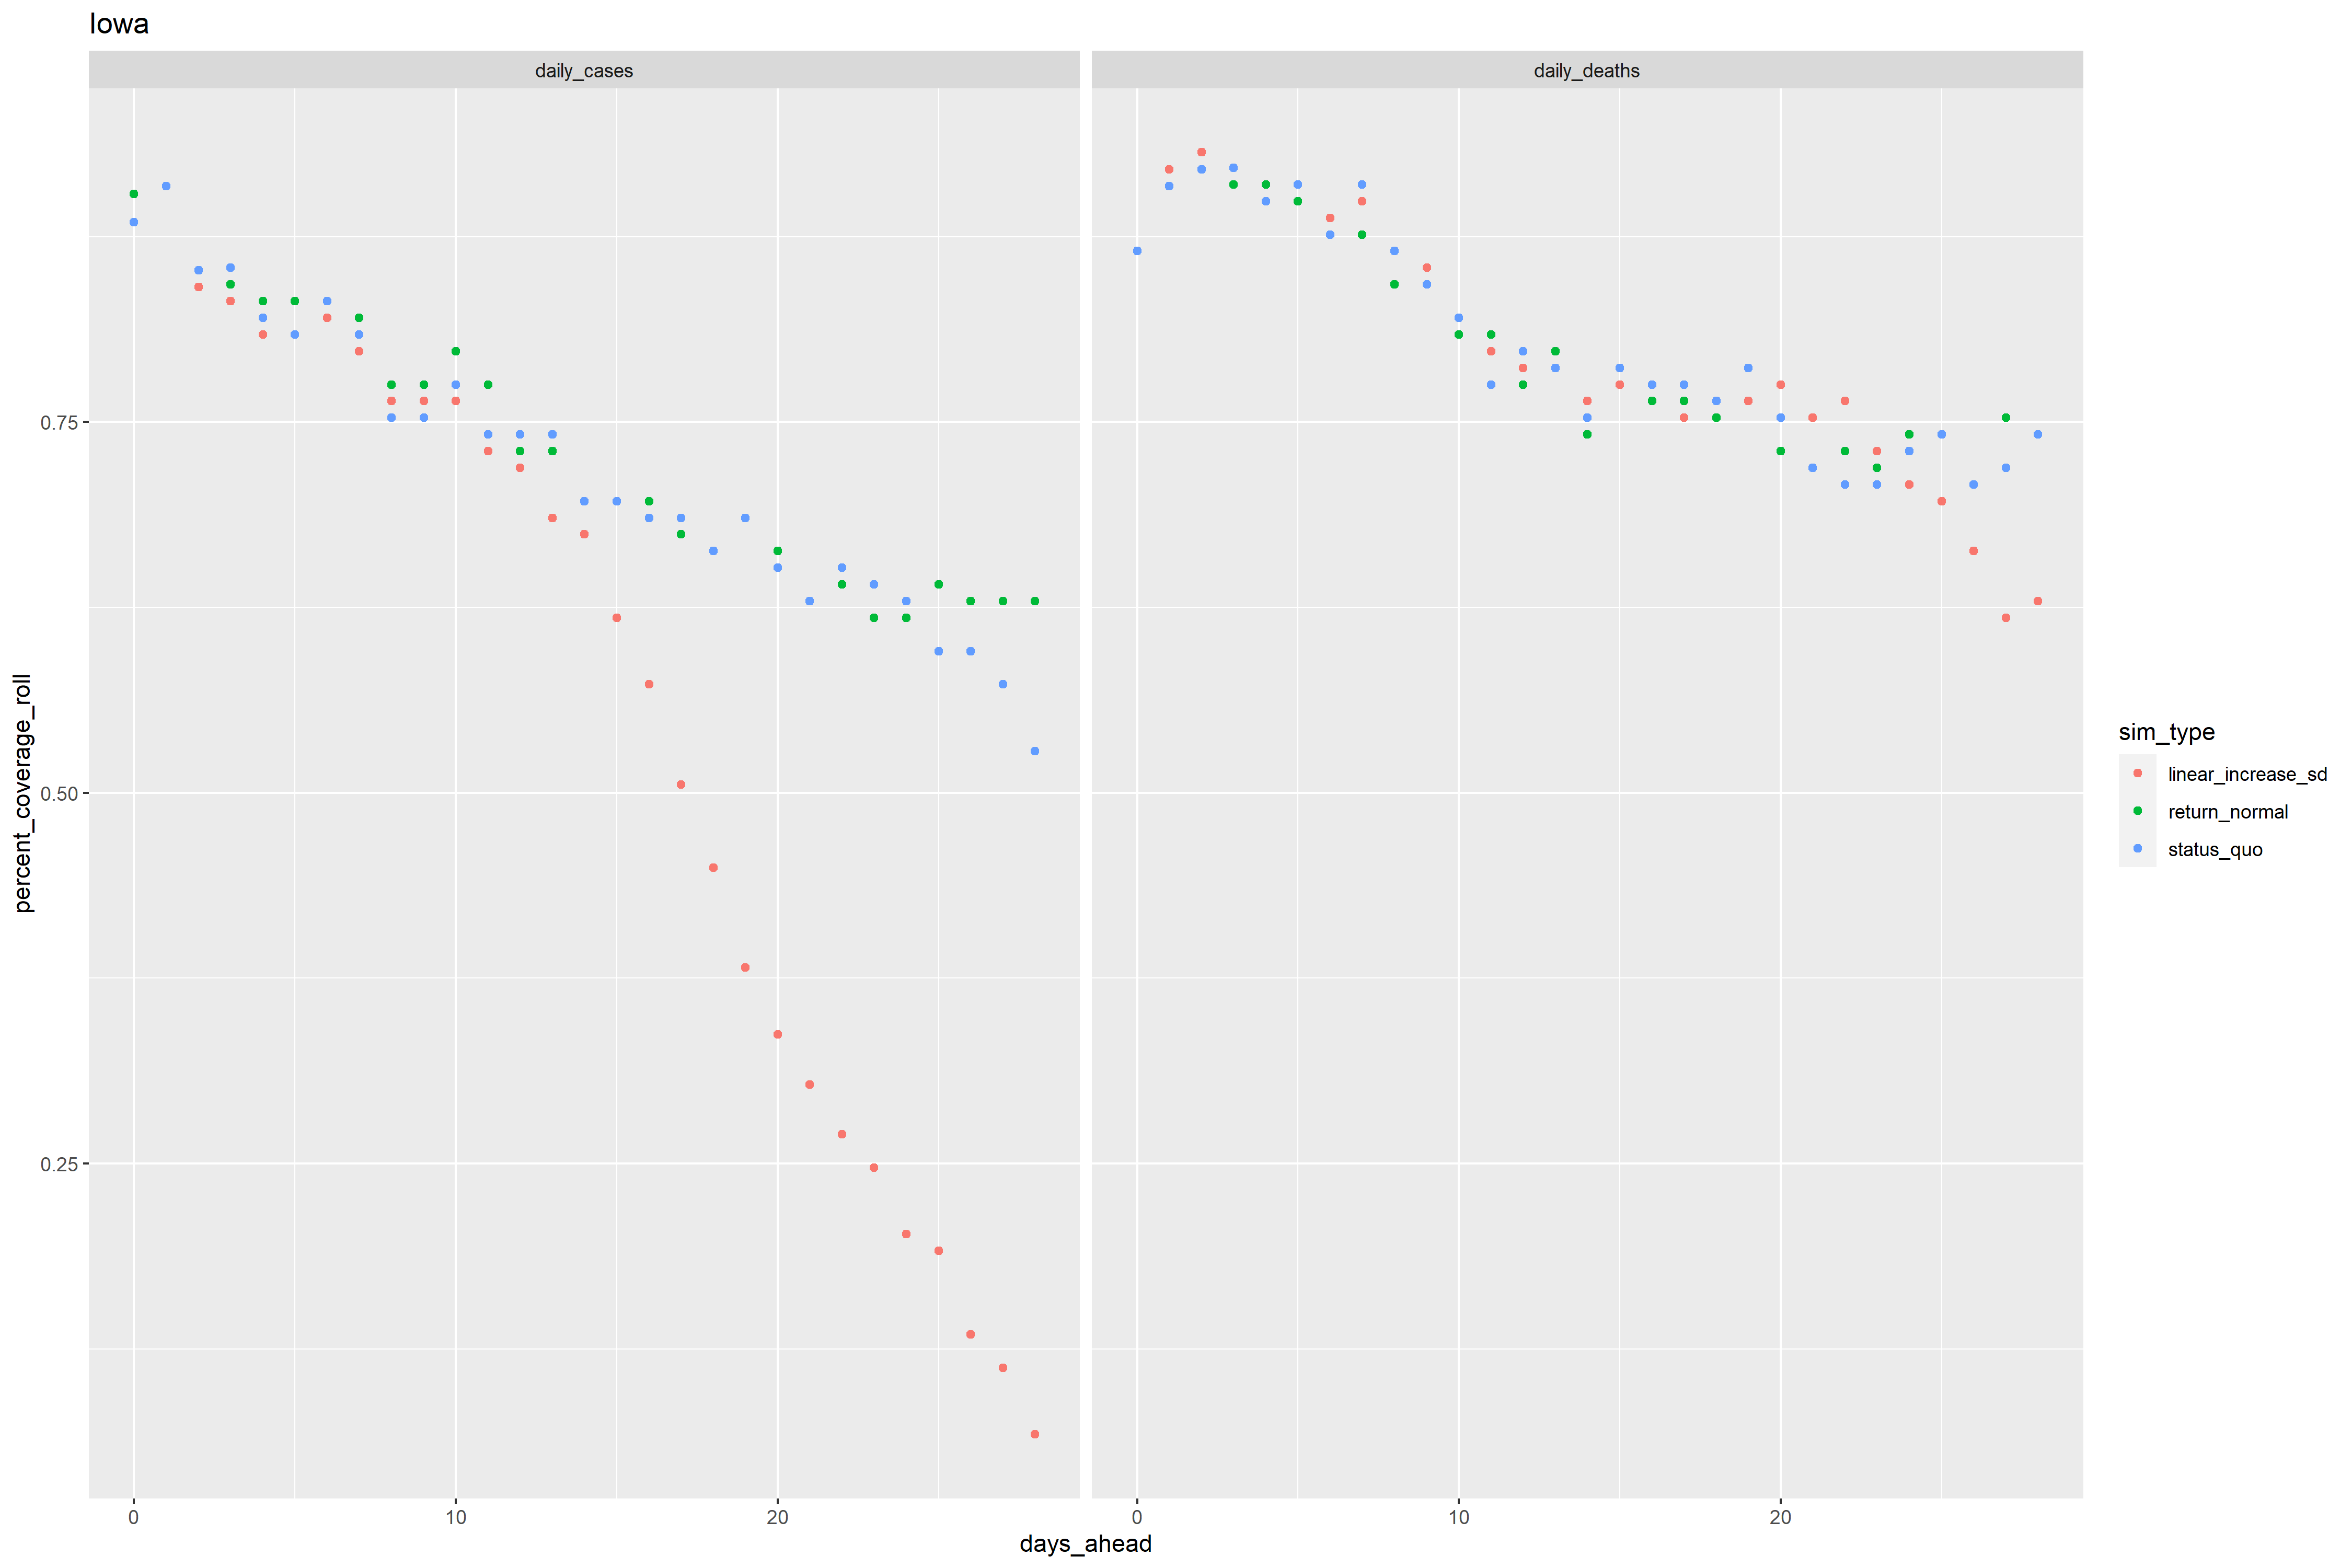 Iowa
daily_cases
daily_deaths
percent_coverage_roll
0.75
0.50
0.25
0
10
20
0
10
20
days_ahead
sim_type
linear_increase_sd
return_normal
status_quo